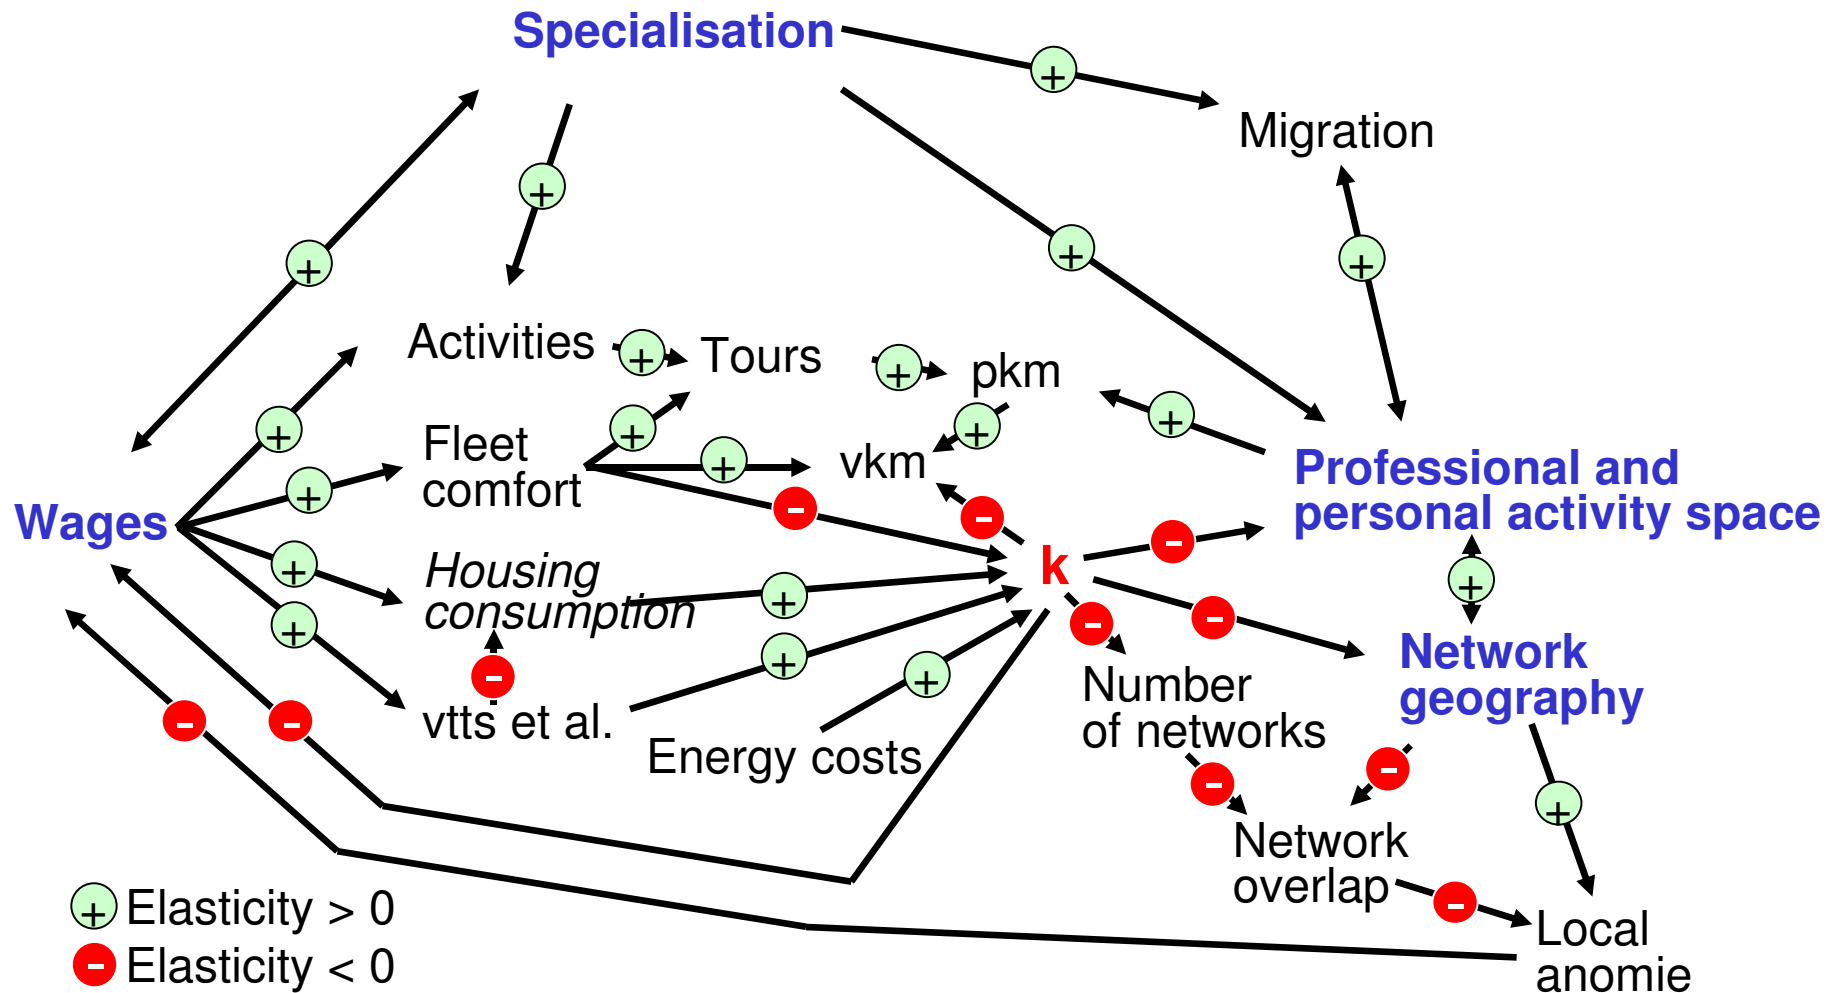 Specialisation
+
Migration
+
+
+
+
Activities
+
Tours
+
pkm
+
+
Fleet
comfort
+
+
+
vkm
+
-
-
Professional and
personal activity space
Wages
+
Housing
consumption
+
k
-
+
-
-
+
-
vtts et al.
+
+
Energy costs
Number
of networks
Network
geography
-
-
-
-
+
Network
overlap
-
Local
anomie
+ Elasticity > 0
- Elasticity < 0